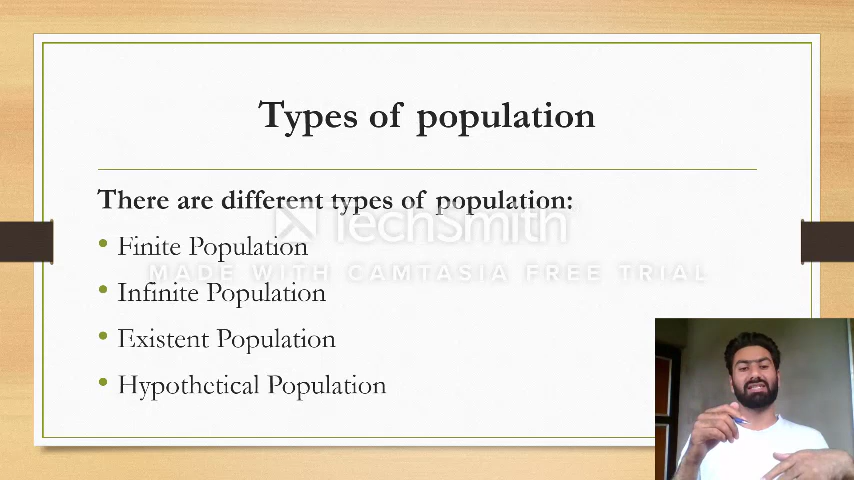 Types of population
There are different types of population:
TechSmith
• Finite Population
MADE WITH CAMTASIA FREE TRIAL
• Infinite Population
• Existent Population
• Hypothetical Population